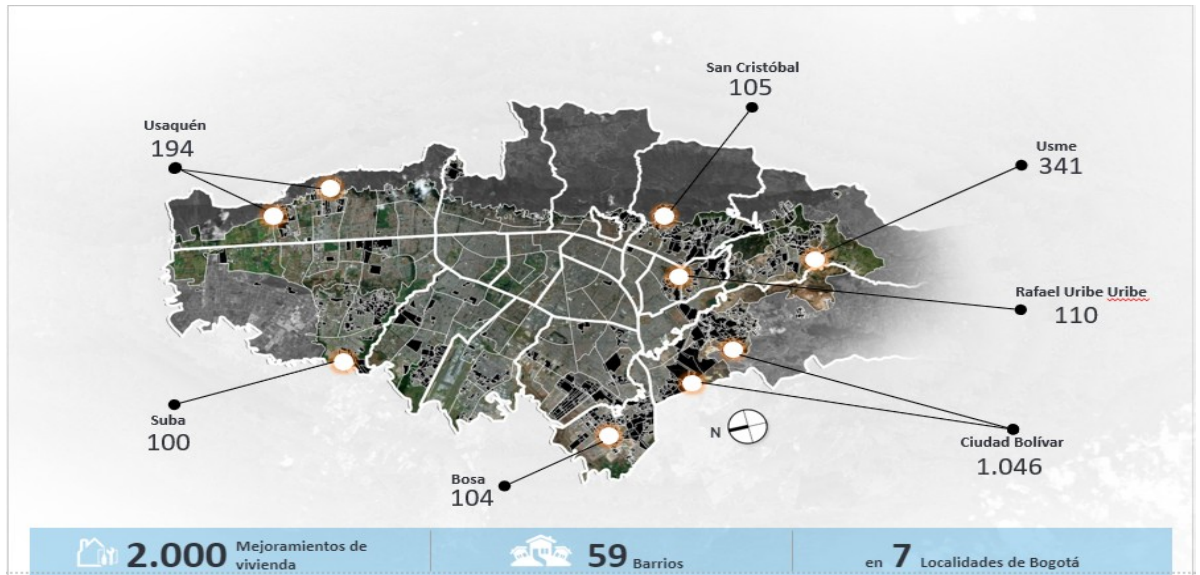 San Cristóbal
105
Usaquén
194
Usme
341
Rafael Uribe Uribe
110
Suba
100
N
Ciudad Bolívar
1.046
Bosa
104
2.000 Mejoramientos de
vivienda
59 Barrios
en 7 Localidades de Bogotá